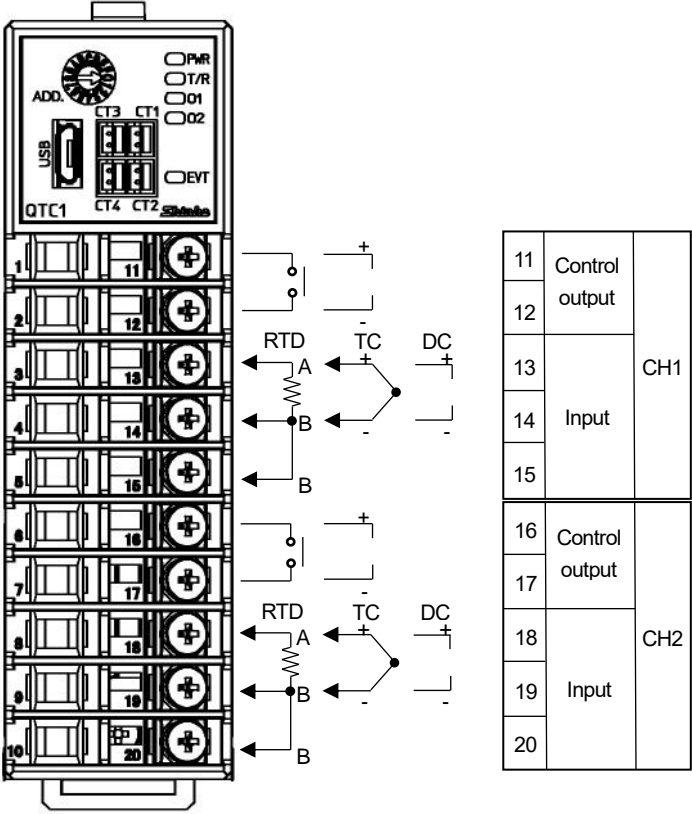 PWR
T/R
ADD.
O1
CT3 CT1
O2
USB
EVT
QTC1
CT4 CT2
Shinko
1 11
2 12
3 13
4 14
5 15
6 16
7 17
8 18
9 19
10 20
+
-
RTD TC DC
A + +
B - -
B
+
-
RTD TC DC
A + +
B - -
B
11 Control output
12
13 Input
14
15
CH1
16 Control output
17
18 Input
19
20
CH2